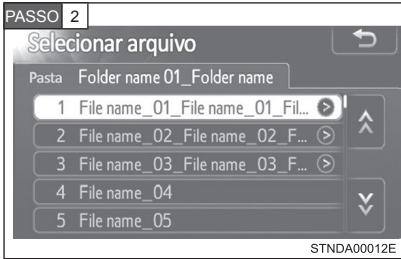 PASSO 2
Selecionar arquivo
Pasta Folder name 01_Folder name
1 File name_01_File name_01_Fil...
2 File name_02_File name_02_F...
3 File name_03_File name_03_F...
4 File name_04
5 File name_05
STNDA00012E